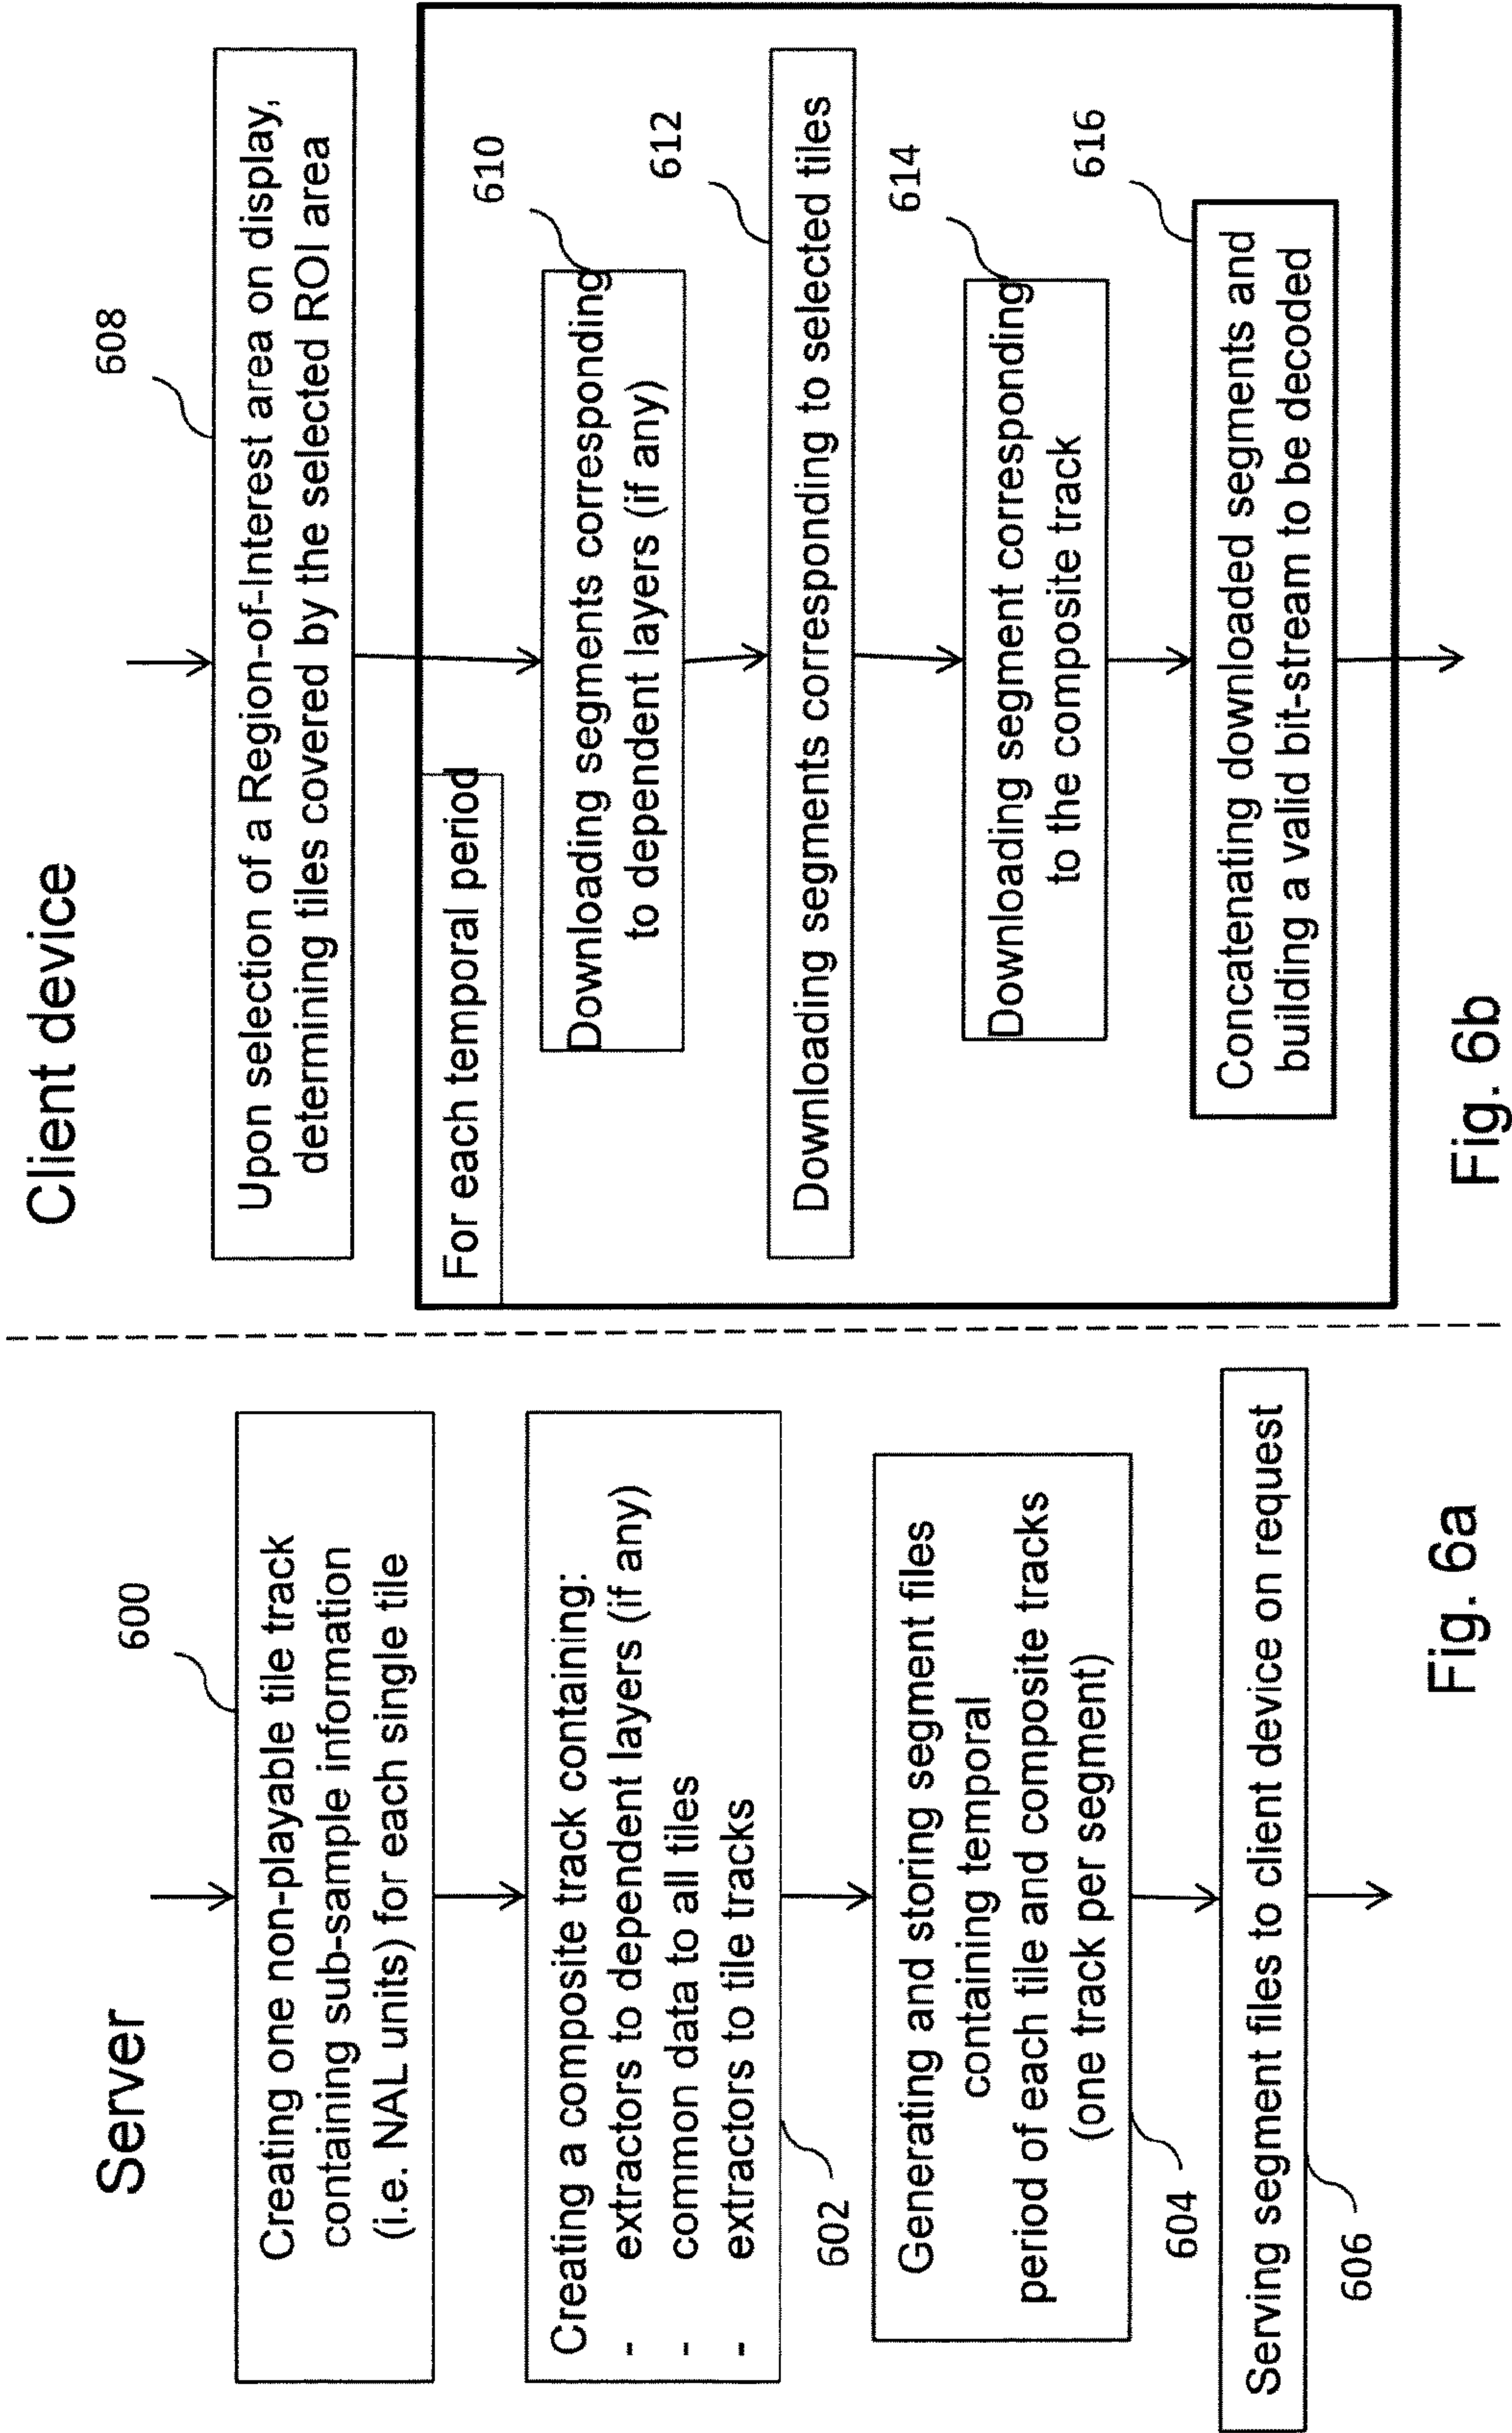 Server
600
Creating one non-playable tile track
containing sub-sample information
(i.e. NAL units) for each single tile
Creating a composite track containing:
- extractors to dependent layers (if any)
- common data to all tiles
- extractors to tile tracks
602
Generating and storing segment files
containing temporal
period of each tile and composite tracks
(one track per segment)
604
Serving segment files to client device on request
606
Fig. 6a
Client device
608
Upon selection of a Region-of-Interest area on display,
determining tiles covered by the selected ROI area
For each temporal period
610
Downloading segments corresponding
to dependent layers (if any)
612
Downloading segments corresponding to selected tiles
614
Downloading segment corresponding
to the composite track
616
Concatenating downloaded segments and
building a valid bit-stream to be decoded
Fig. 6b